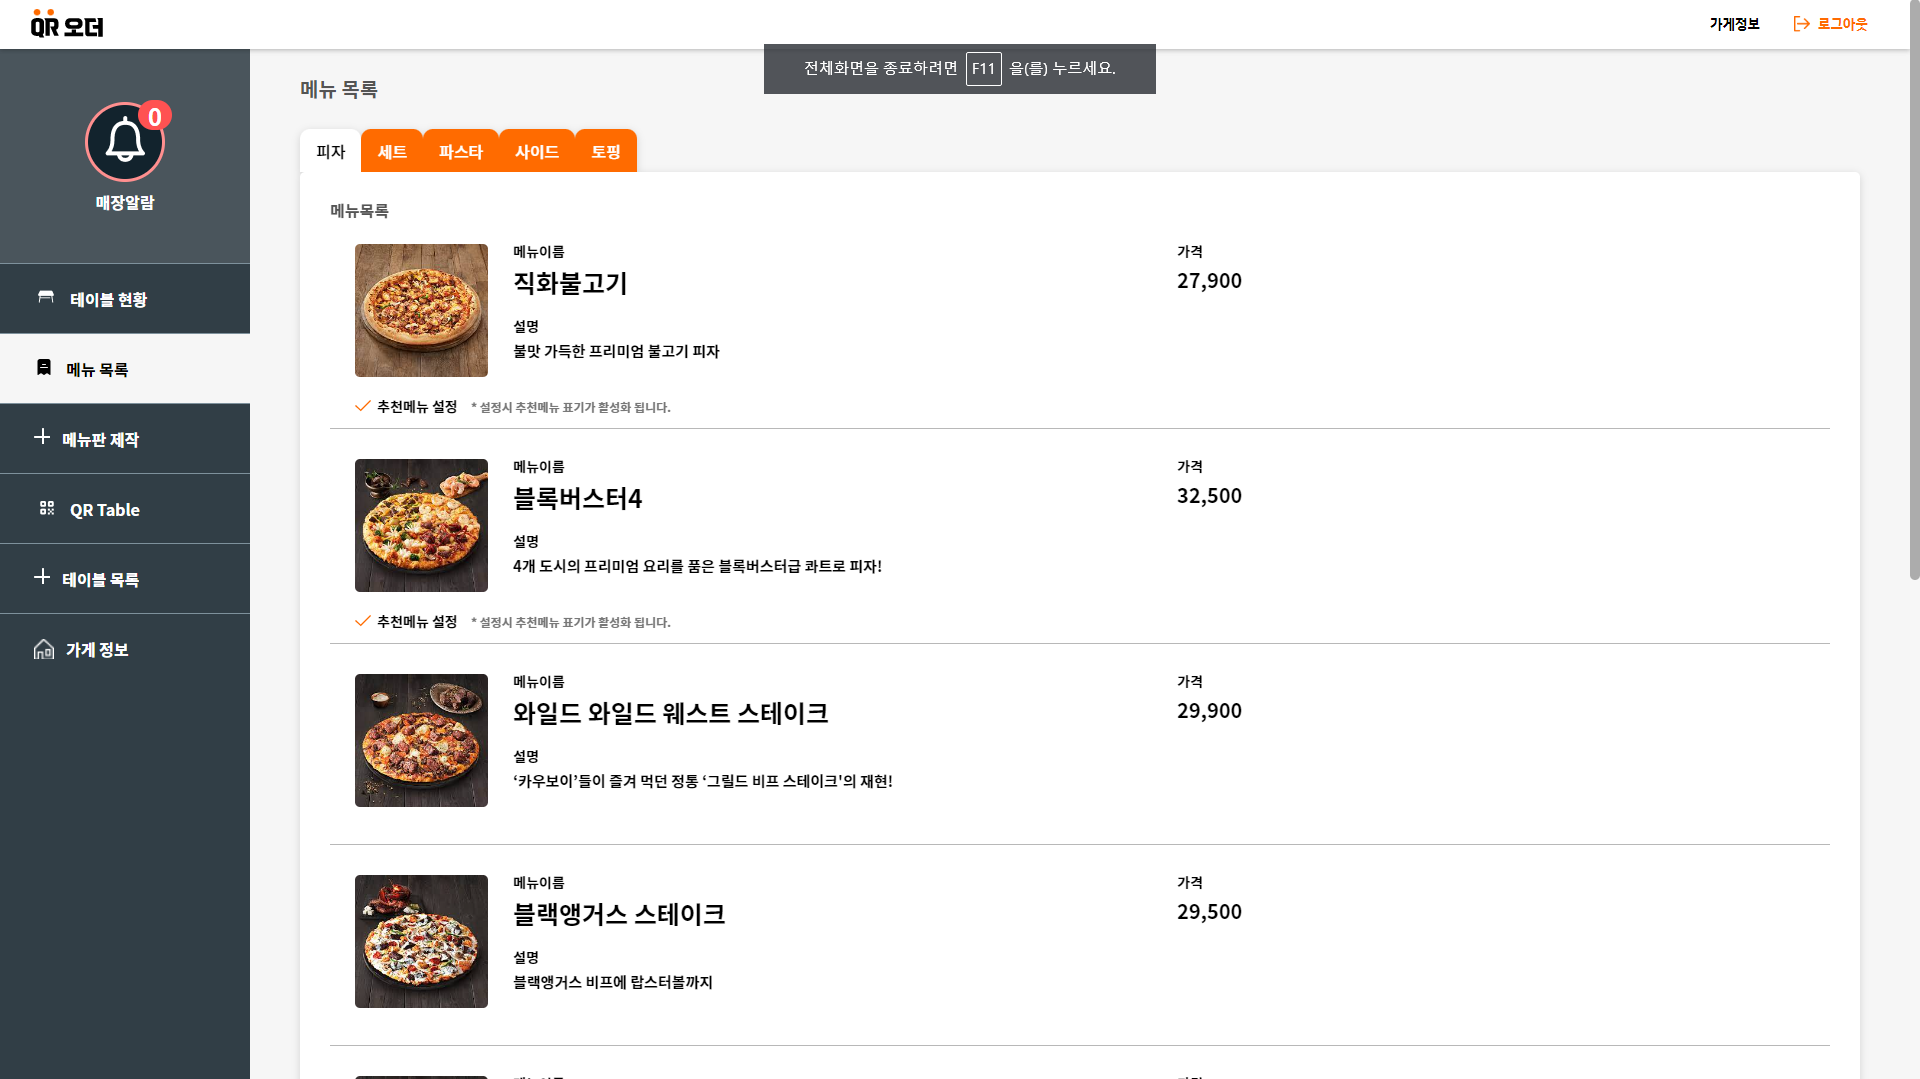 QR 오더
가게정보
로그아웃
전체화면을 종료하려면 F11 을(를) 누르세요.
0
매장알람
테이블 현황
메뉴 목록
메뉴판 제작
QR Table
테이블 목록
가게 정보
메뉴 목록
피자 세트 파스타 사이드 토핑
메뉴목록
메뉴이름 가격
직화불고기 27,900
설명
불맛 가득한 프리미엄 불고기 피자
추천메뉴 설정 * 설정시 추천메뉴 표기가 활성화 됩니다.
메뉴이름 가격
블록버스터4 32,500
설명
4개 도시의 프리미엄 요리를 품은 블록버스터급 콰트로 피자!
추천메뉴 설정 * 설정시 추천메뉴 표기가 활성화 됩니다.
메뉴이름 가격
와일드 와일드 웨스트 스테이크 29,900
설명
‘카우보이’들이 즐겨 먹던 정통 ‘그릴드 비프 스테이크'의 재현!
메뉴이름 가격
블랙앵거스 스테이크 29,500
설명
블랙앵거스 비프에 랍스터볼까지